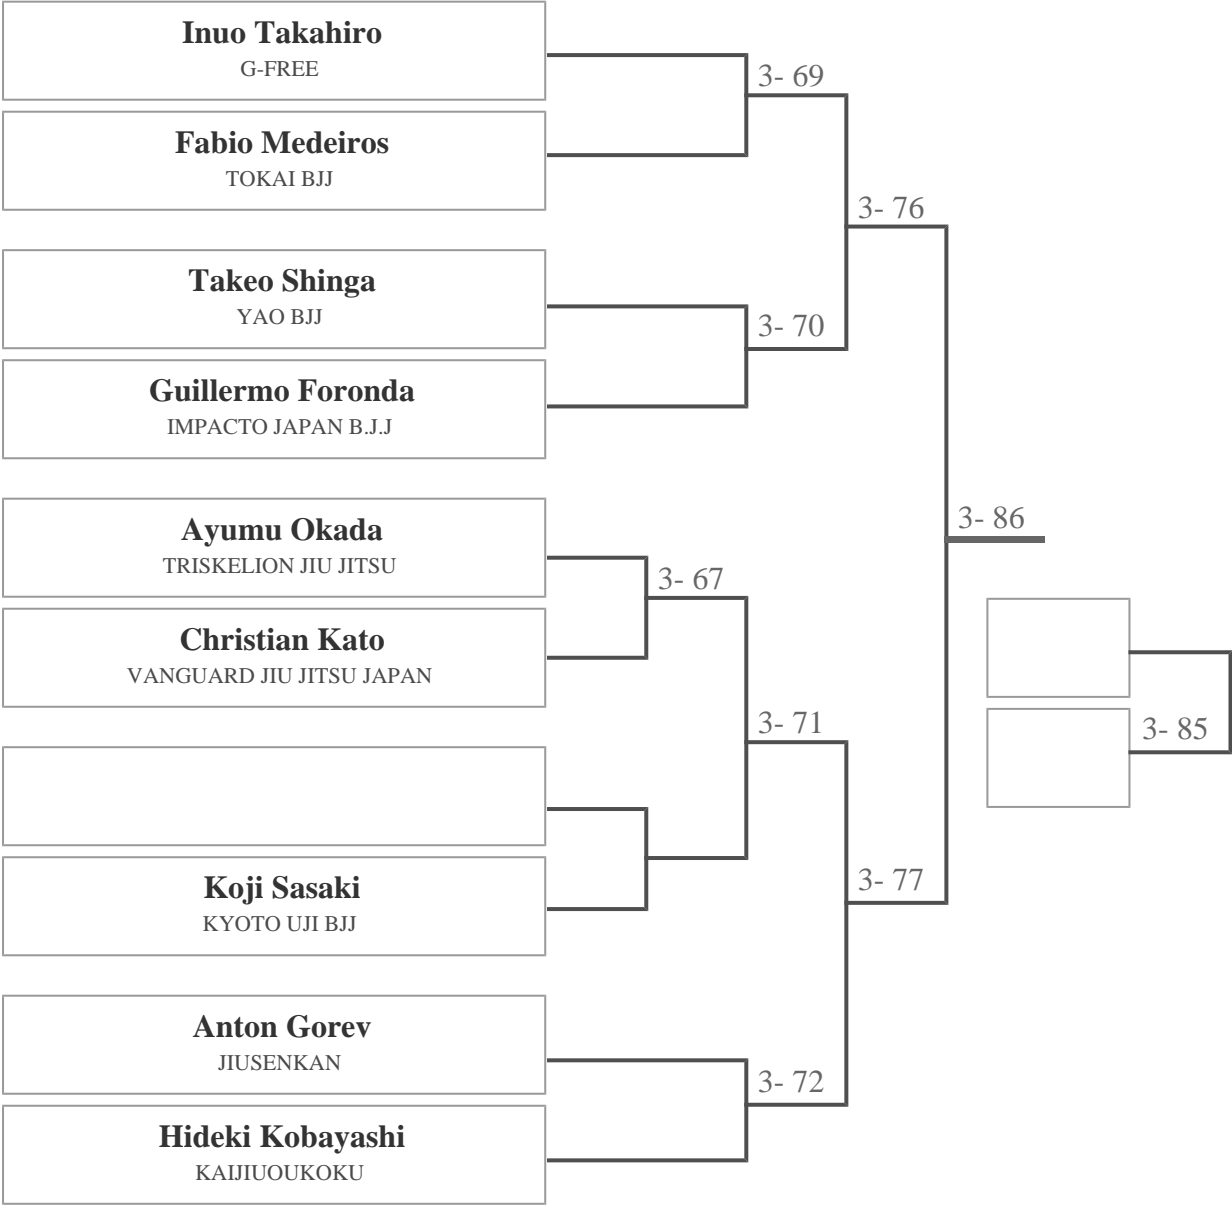 Inuo Takahiro
G-FREE
3- 69
Fabio Medeiros
TOKAI BJJ
3- 76
Takeo Shinga
YAO BJJ
3- 70
Guillermo Foronda
IMPACTO JAPAN B.J.J
Ayumu Okada
TRISKELION JIU JITSU
3- 86
3- 67
Christian Kato
VANGUARD JIU JITSU JAPAN
3- 71
3- 85
Koji Sasaki
KYOTO UJI BJJ
3- 77
Anton Gorev
JIUSENKAN
3- 72
Hideki Kobayashi
KAIJIUOUKOKU